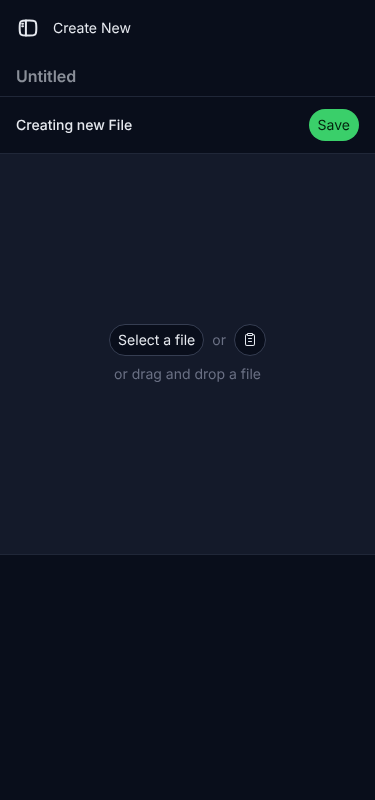 Create New
Untitled
Creating new File
Save
Select a file or
or drag and drop a file